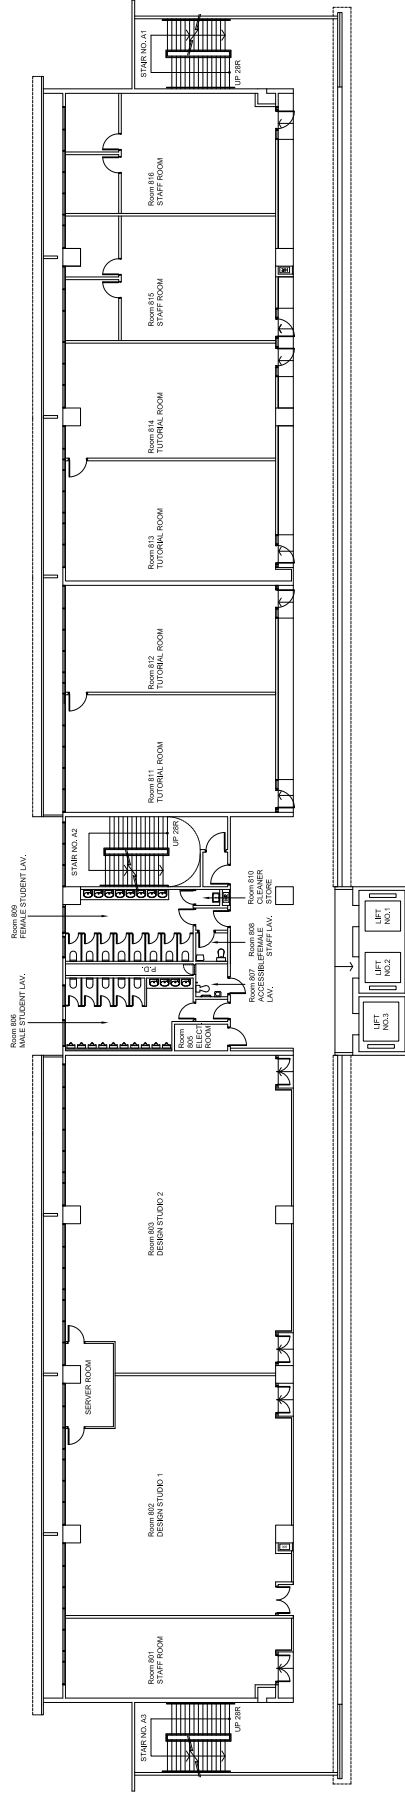 STAIR NO. A1
UP 28R
Room 816
STAFF ROOM
Room 815
STAFF ROOM
Room 814
TUTORIAL ROOM
Room 813
TUTORIAL ROOM
Room 812
TUTORIAL ROOM
Room 811
TUTORIAL ROOM
STAIR NO. A2
UP 28R
Room 809
FEMALE STUDENT LAV.
Room 810
CLEANER
STORE
Room 808
FEMALE
STAFF LAV.
Room 807
ACCESSIBLE
LAV.
P.D.
Room 806
MALE STUDENT LAV.
Room
805
ELECT.
ROOM
LIFT
NO.1
LIFT
NO.2
LIFT
NO.3
Room 803
DESIGN STUDIO 2
SERVER ROOM
Room 802
DESIGN STUDIO 1
Room 801
STAFF ROOM
STAIR NO. A3
UP 28R